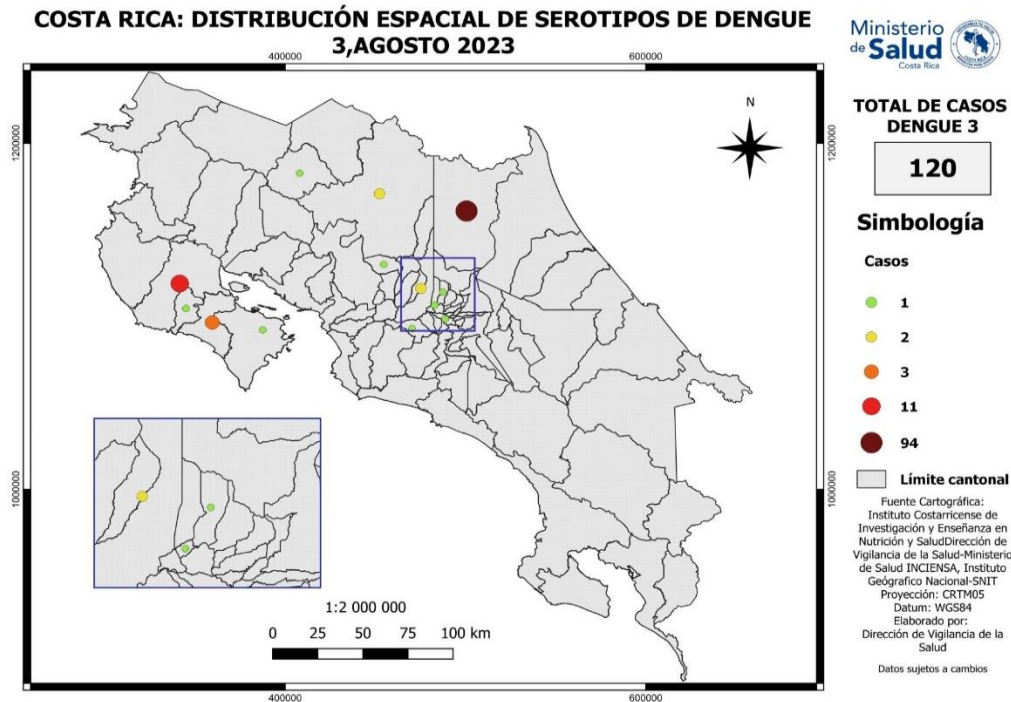 COSTA RICA: DISTRIBUCIÓN ESPACIAL DE SEROTIPOS DE DENGUE
3,AGOSTO 2023
Ministerio
de Salud
Costa Rica
TOTAL DE CASOS
DENGUE 3
120
Simbología
Casos
1
2
3
11
94
Límite cantonal
Fuente Cartográfica:
Instituto Costarricense de
Investigación y Enseñanza en
Nutrición y SaludDirección de
Vigilancia de la Salud-Ministerio
de Salud INCIENSA, Instituto
Geógrafico Nacional-SNIT
Proyección: CRTM05
Datum: WGS84
Elaborado por:
Dirección de Vigilancia de la
Salud
Datos sujetos a cambios
400000
600000
1200000
1200000
N
1000000
1000000
1:2 000 000
0 25 50 75 100 km
400000
600000